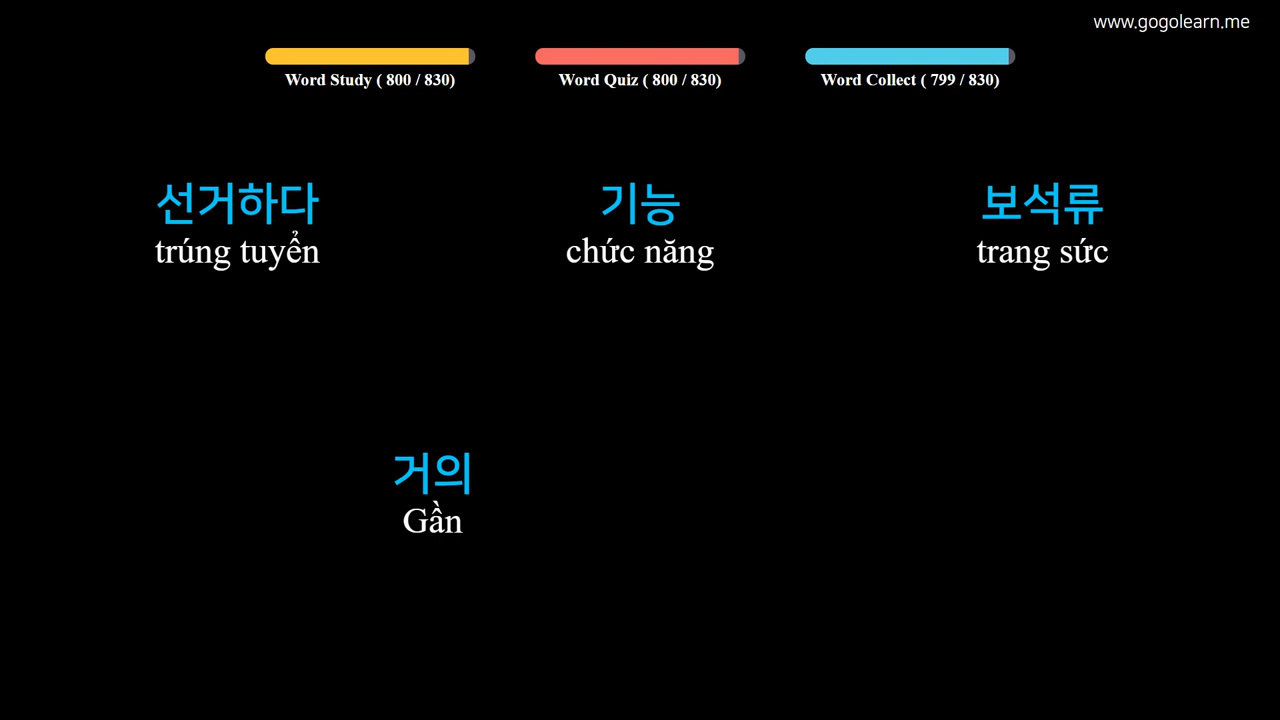 www.gogolearn.me
Word Study ( 800 / 830)
Word Quiz ( 800 / 830)
Word Collect ( 799 / 830)
선거하다
trúng tuyển
기능
chức năng
보석류
trang sức
거의
Gần